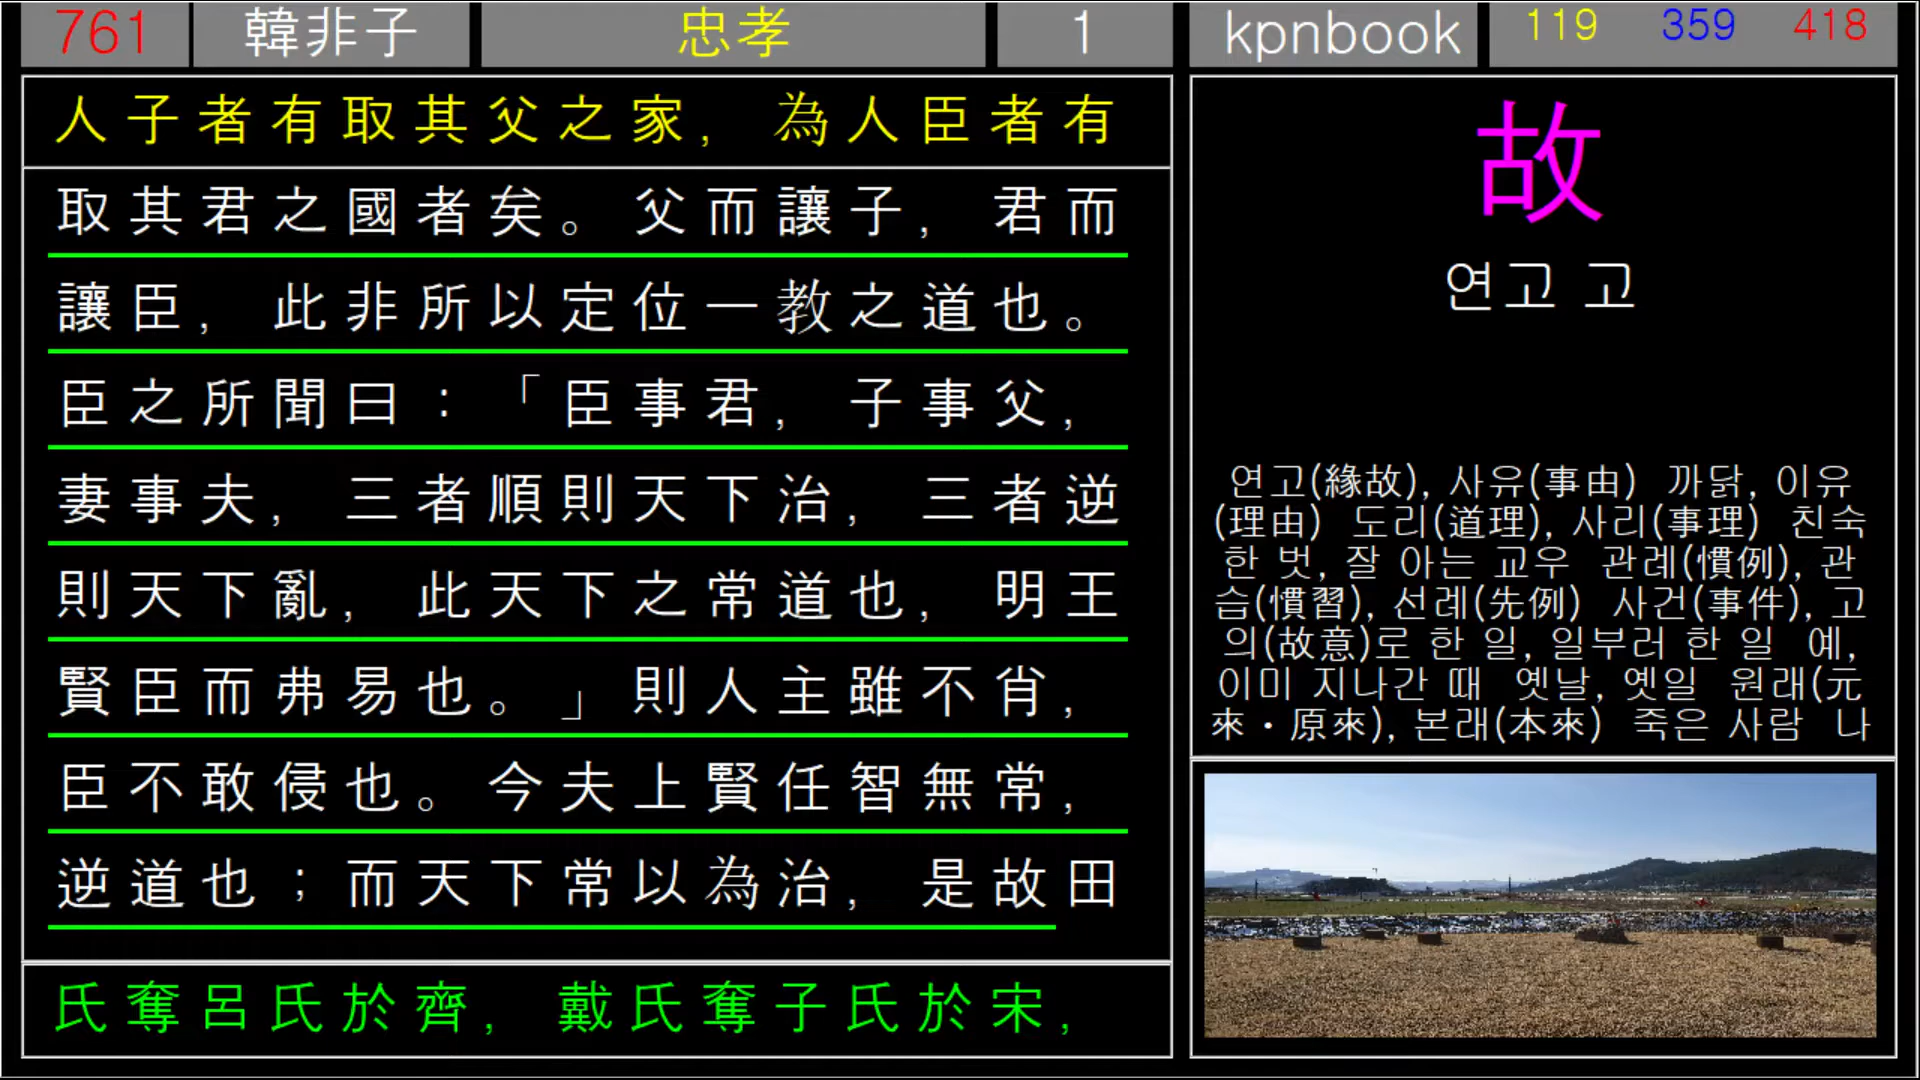 761 韓非子 忠孝 1 kpnbook 119 359 418
人子者有取其父之家, 為人臣者有
取其君之國者矣。父而讓子, 君而
讓臣, 此非所以定位一教之道也。
臣之所聞曰:「臣事君, 子事父,
妻事夫, 三者順則天下治, 三者逆
則天下亂, 此天下之常道也, 明王
賢臣而弗易也。」則人主雖不肖,
臣不敢侵也。今夫上賢任智無常,
逆道也;而天下常以為治, 是故田
氏奪呂氏於齊, 戴氏奪子氏於宋,
故
연고 고
연고(緣故), 사유(事由) 까닭, 이유
(理由) 도리(道理), 사리(事理) 친숙
한 벗, 잘 아는 교우 관례(慣例), 관
습(慣習), 선례(先例) 사건(事件), 고
의(故意)로 한 일, 일부러 한 일 예,
이미 지나간 때 옛날, 옛일 원래(元
來・原來), 본래(本來) 죽은 사람 나